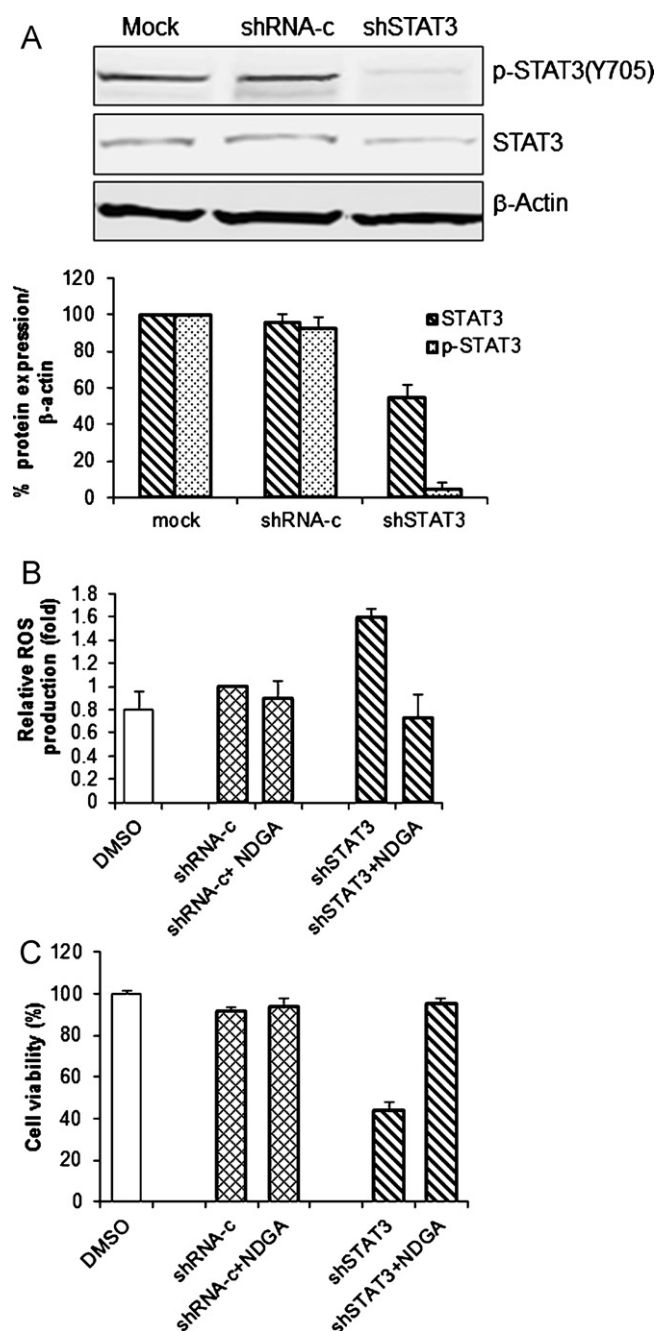 A
Mock shRNA-c shSTAT3
p-STAT3(Y705)
STAT3
β-Actin
% protein expression/
β-actin
120
100
80
60
40
20
0
STAT3
p-STAT3
mock shRNA-c shSTAT3
B
Relative ROS
production (fold)
1.8
1.6
1.4
1.2
1
0.8
0.6
0.4
0.2
0
DMSO
shRNA-c
shRNA-c+ NDGA
shSTAT3
shSTAT3+NDGA
C
Cell viability (%)
120
100
80
60
40
20
0
DMSO
shRNA-c
shRNA-c+NDGA
shSTAT3
shSTAT3+NDGA